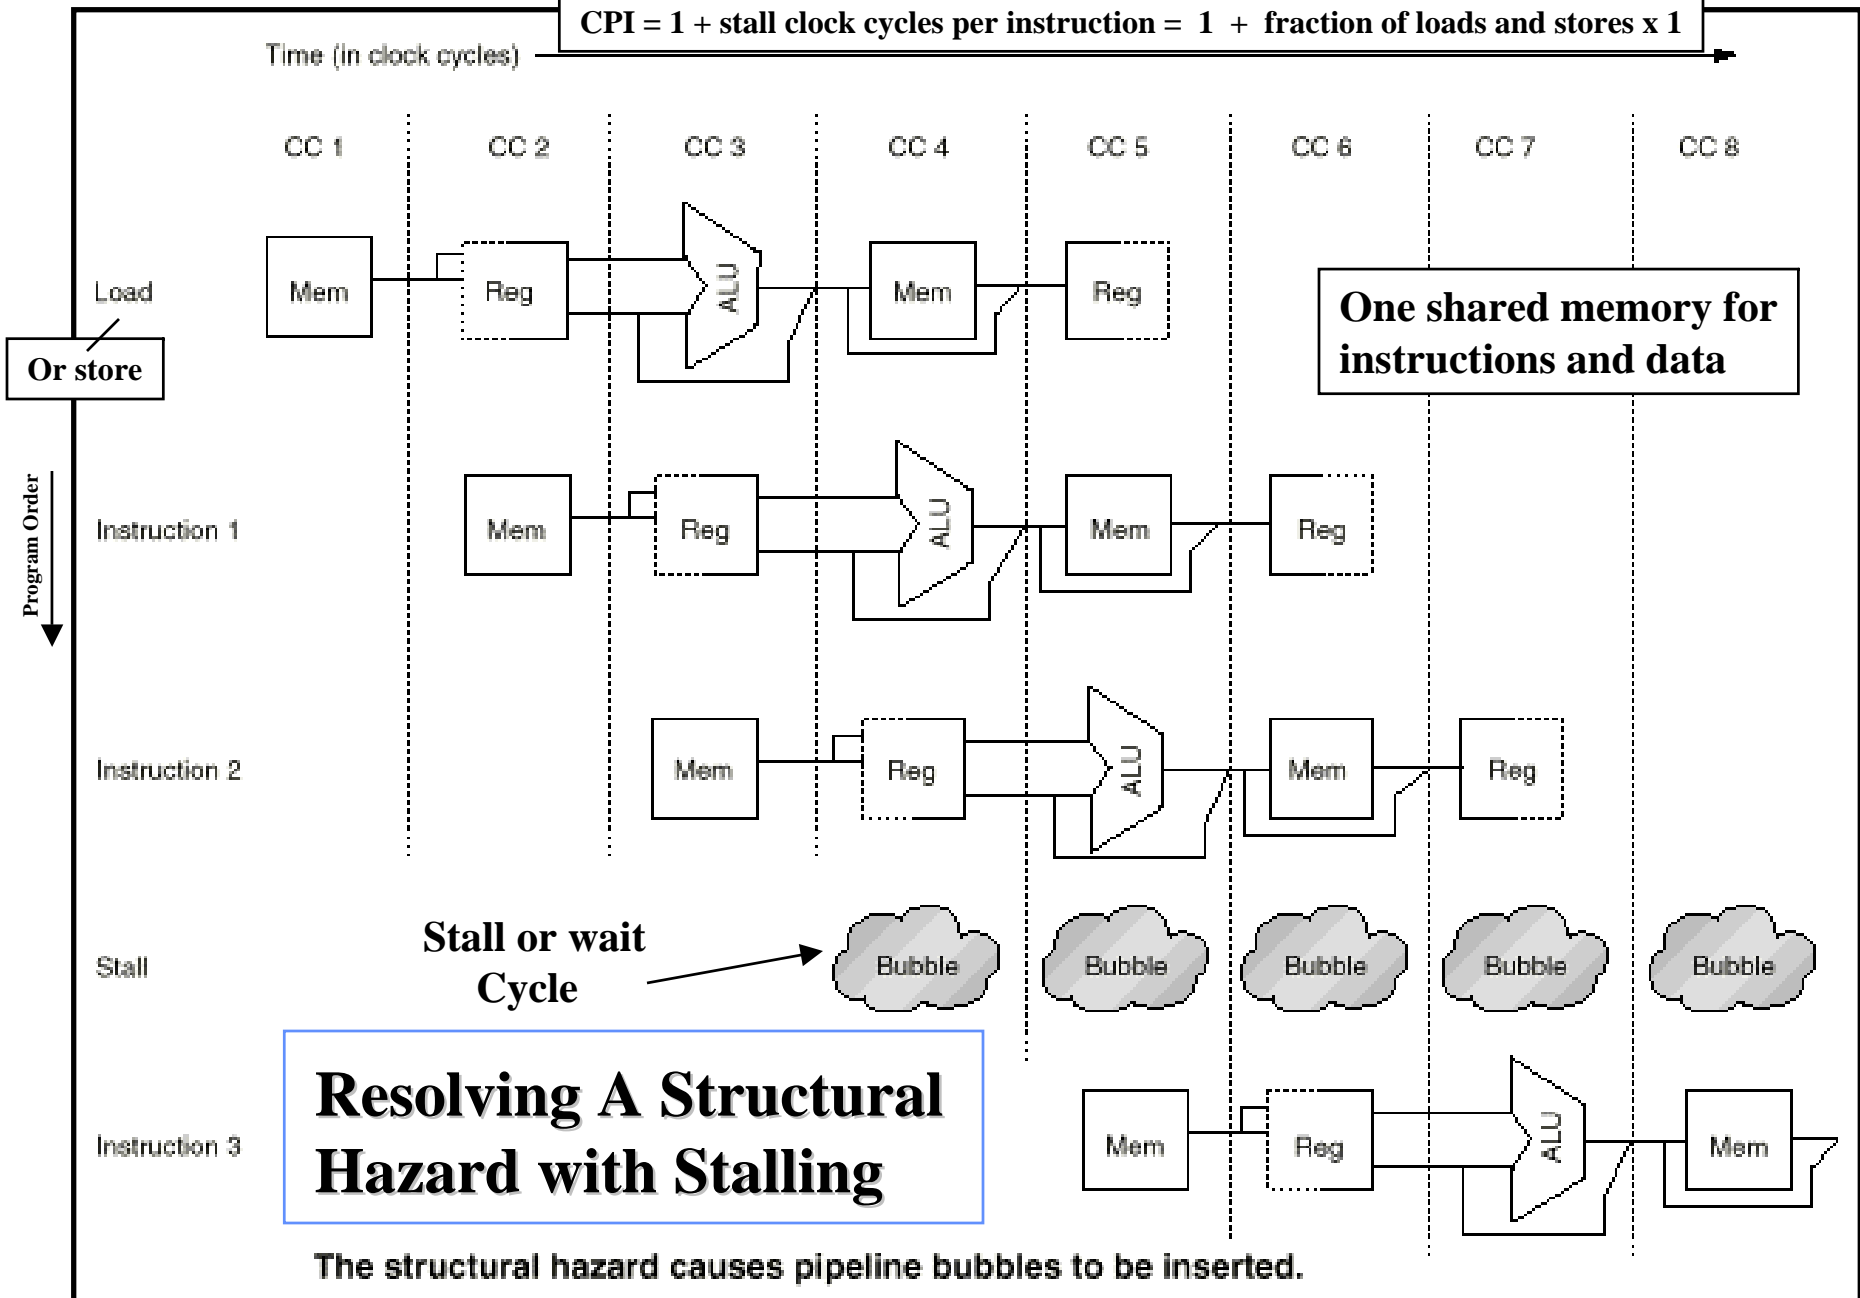 CPI = 1 + stall clock cycles per instruction = 1 + fraction of loads and stores x 1
Time (in clock cycles)
CC 1 CC 2 CC 3 CC 4 CC 5 CC 6 CC 7 CC 8
Load
Mem Reg ALU Mem Reg
One shared memory for
instructions and data
Or store
Program Order
Instruction 1
Mem Reg ALU Mem Reg
Instruction 2
Mem Reg ALU Mem Reg
Stall or wait
Cycle
Stall
Bubble Bubble Bubble Bubble Bubble
Resolving A Structural
Hazard with Stalling
Instruction 3
Mem Reg ALU Mem
The structural hazard causes pipeline bubbles to be inserted.